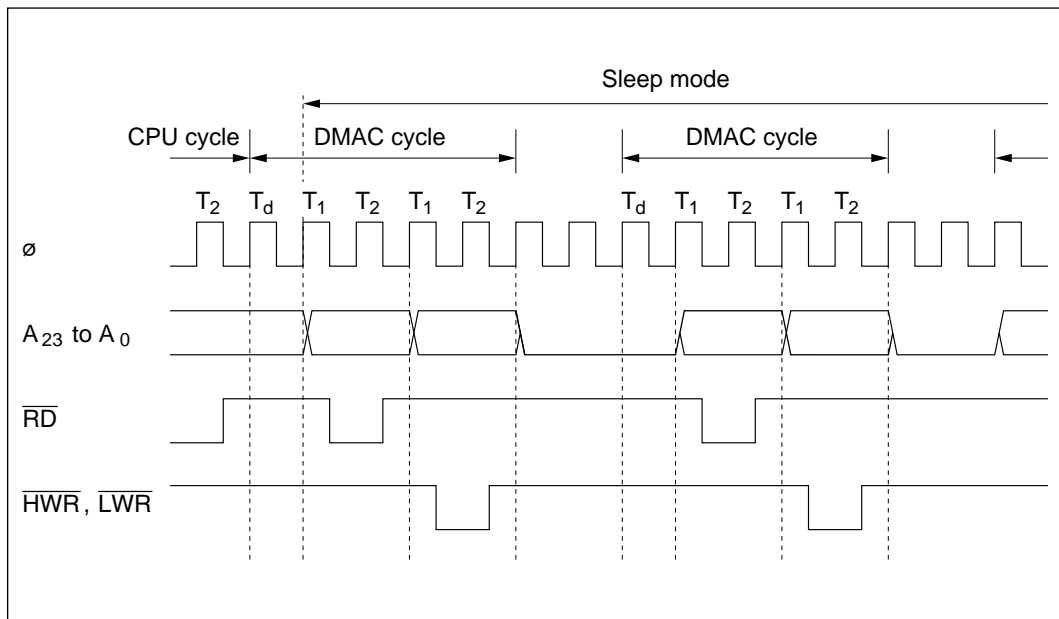 Sleep mode
CPU cycle DMAC cycle DMAC cycle
T2 Td T1 T2 T1 T2 Td T1 T2 T1 T2
ø
A23 to A0
RD
HWR, LWR